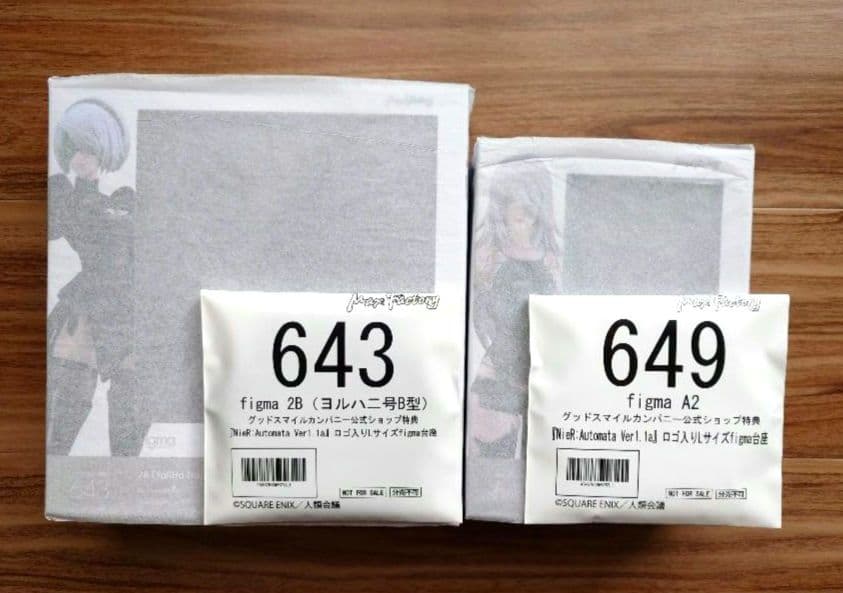 Max Factory
643
figma 2B（ヨルハ二号B型）
グッドスマイルカンパニー公式ショップ特典
『NieR:Automata Ver1.1a』ロゴ入りLサイズfigma台座
NOT FOR SALE 分売不可
©SQUARE ENIX／人類会議
figma
643
Max Factory
649
figma A2
グッドスマイルカンパニー公式ショップ特典
『NieR:Automata Ver1.1a』ロゴ入りLサイズfigma台座
NOT FOR SALE 分売不可
©SQUARE ENIX／人類会議